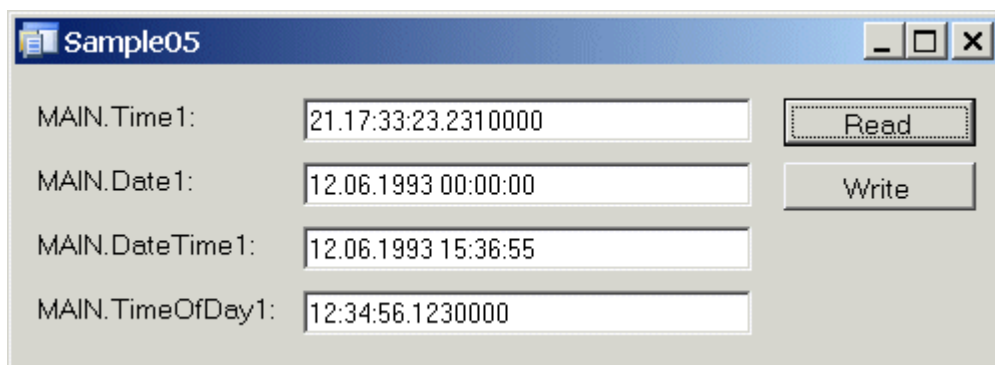 Sample05
MAIN.Time1: 21.17:33:23.2310000 Read
MAIN.Date1: 12.06.1993 00:00:00 Write
MAIN.DateTime1: 12.06.1993 15:36:55
MAIN.TimeOfDay1: 12:34:56.1230000